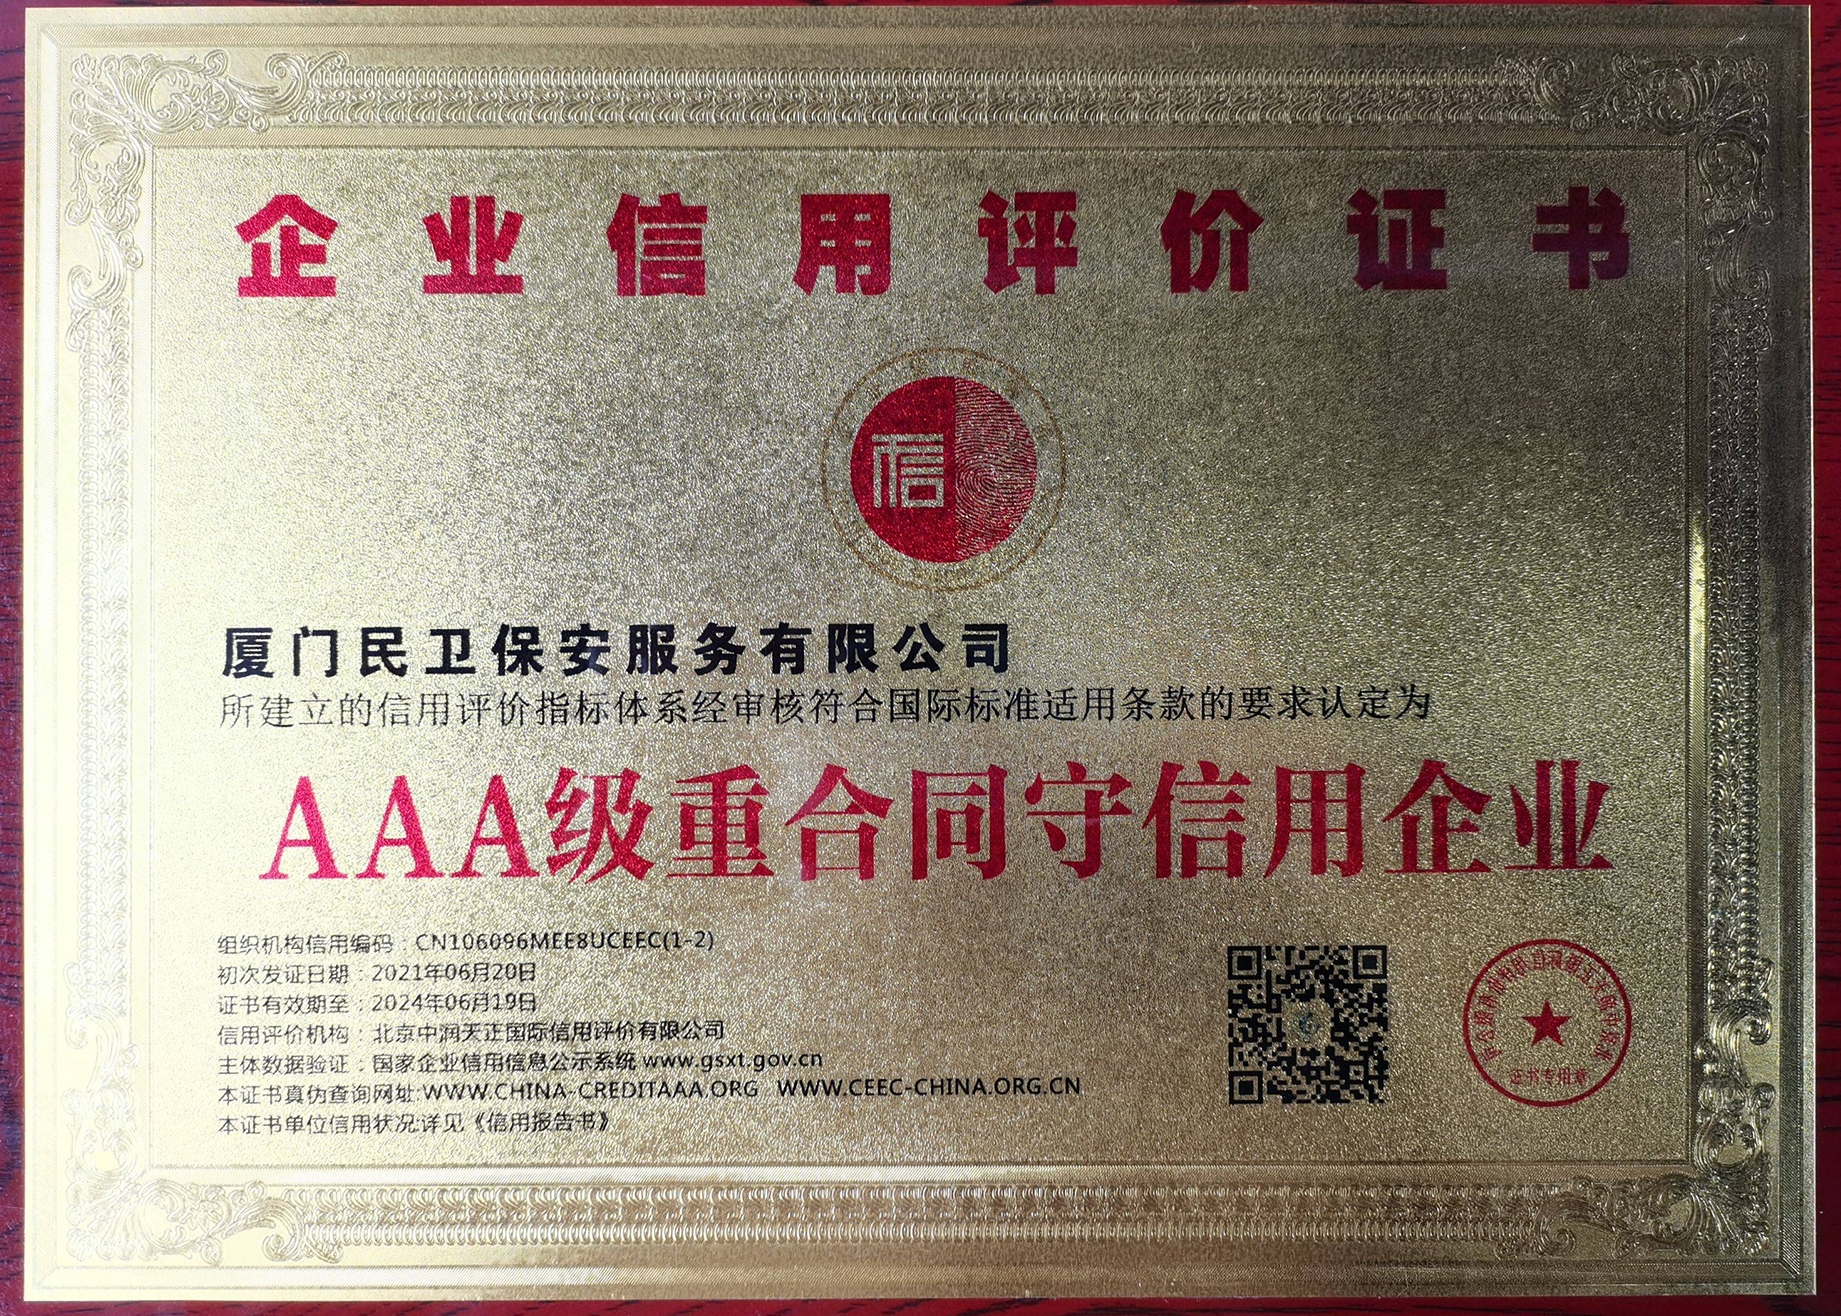 企业信用评价证书
信
厦门民卫保安服务有限公司
所建立的信用评价指标体系经审核符合国际标准适用条款的要求认定为
AAA级重合同守信用企业
组织机构信用编码：CN106096MEE8UCEEC(1-2)
初次发证日期：2021年06月20日
证书有效期至：2024年06月19日
信用评价机构：北京中润天正国际信用评价有限公司
主体数据验证：国家企业信用信息公示系统 www.gsxt.gov.cn
本证书真伪查询网址:WWW.CHINA-CREDITAAA.ORG WWW.CEEC-CHINA.ORG.CN
本证书单位信用状况:详见《信用报告书》
证书专用章